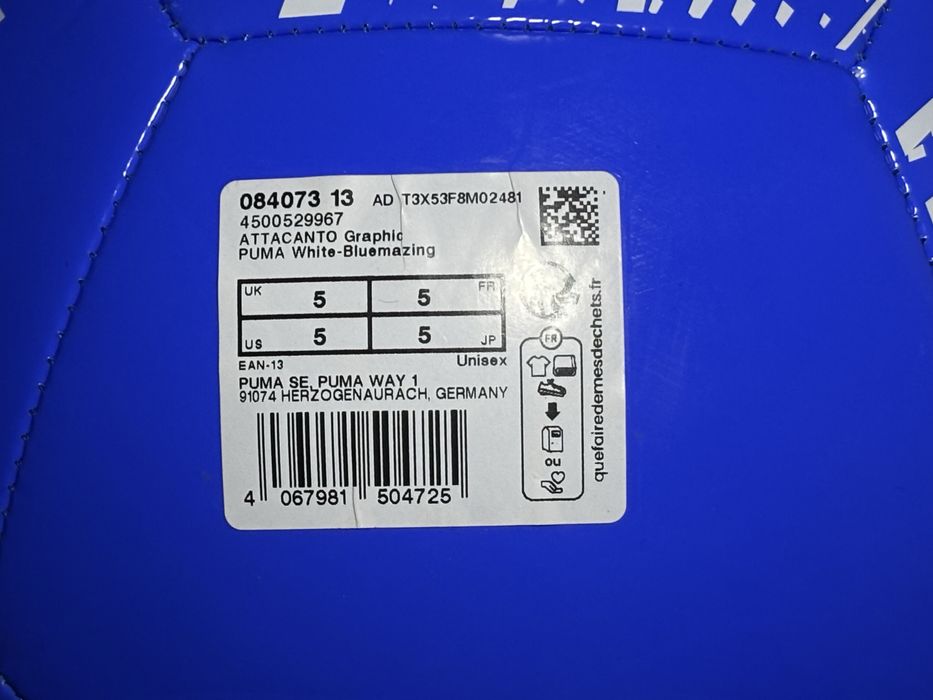 084073 13 AD T3X53F8M02481
4500529967
ATTACANTO Graphic
PUMA White-Bluemazing
UK 5 5 FR
US 5 5 JP
EAN-13 Unisex
PUMA SE, PUMA WAY 1
91074 HERZOGENAURACH, GERMANY
4 067981 504725
FR
ou
quefairedemesdechets.fr